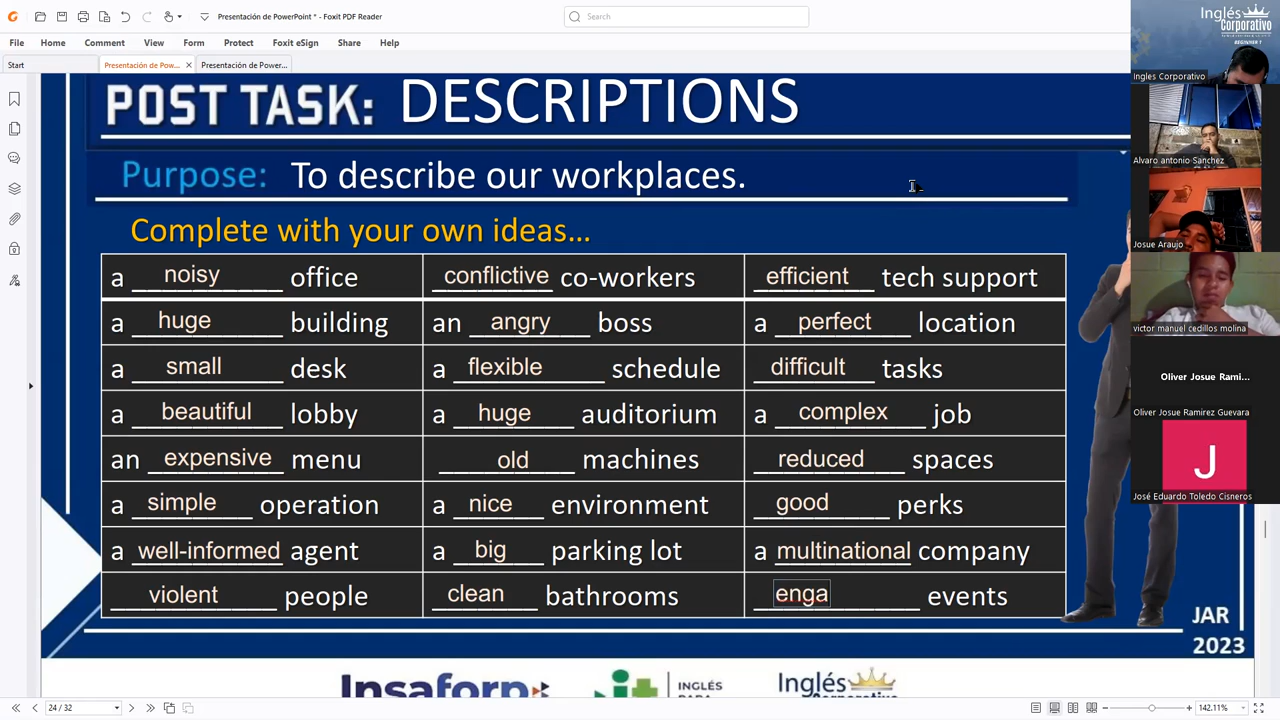 Presentación de PowerPoint * - Foxit PDF Reader
Search
File Home Comment View Form Protect Foxit eSign Share Help
Start Presentación de Pow... Presentación de Power...
POST TASK: DESCRIPTIONS
Purpose: To describe our workplaces.
Complete with your own ideas...
a noisy office conflictive co-workers efficient tech support
a huge building an angry boss a perfect location
a small desk a flexible schedule difficult tasks
a beautiful lobby a huge auditorium a complex job
an expensive menu old machines reduced spaces
a simple operation a nice environment good perks
a well-informed agent a big parking lot a multinational company
violent people clean bathrooms enga events
JAR
2023
Insaforp
INGLÉS
Inglés
Corporativo
24 / 32
142.11%
Inglés
Corporativo
BEGINNER 1
Ingles Corporativo
Alvaro antonio Sanchez
Josue Araujo
victor manuel cedillos molina
Oliver Josue Rami...
Oliver Josue Ramirez Guevara
J
José Eduardo Toledo Cisneros